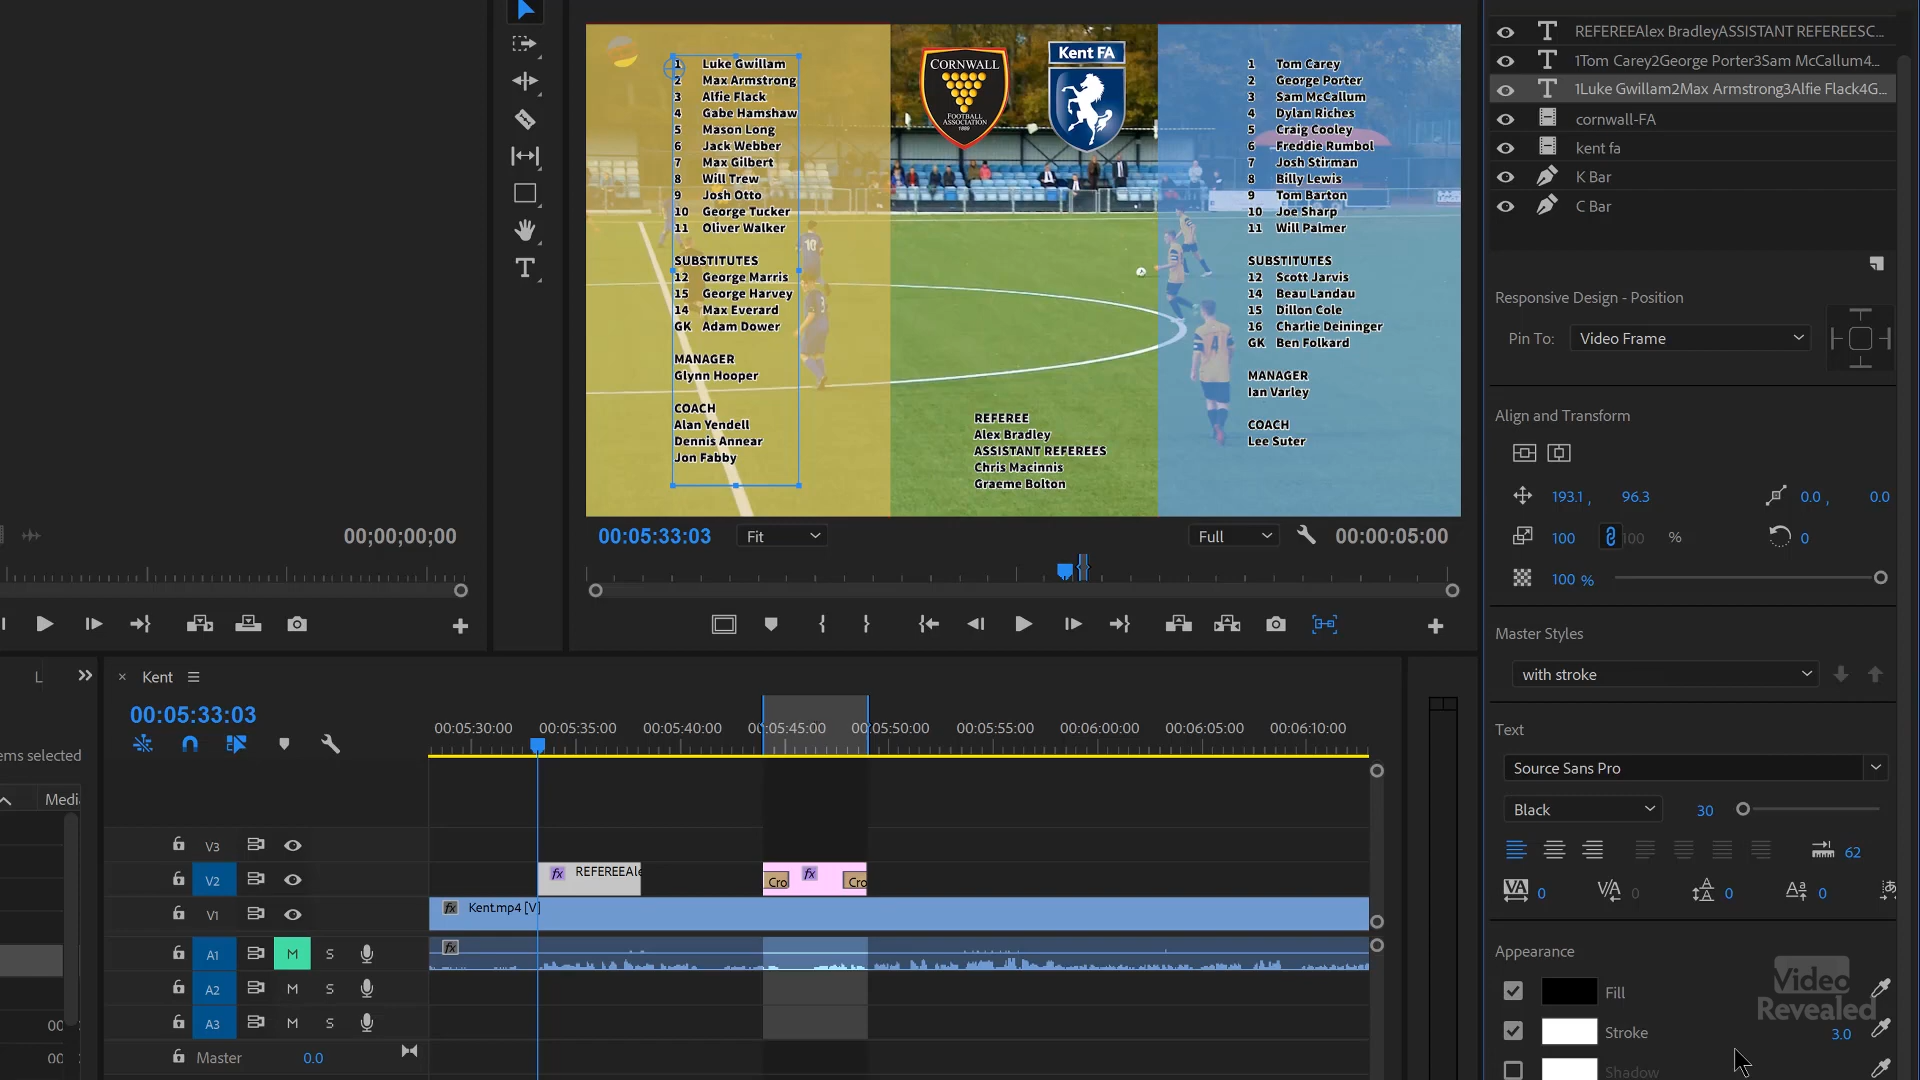 REFEREEAlex BradleyASSISTANT REFEREESC...
1Tom Carey2George Porter3Sam McCallum4...
1Luke Gwillam2Max Armstrong3Alfie Flack4G...
cornwall-FA
kent fa
K Bar
C Bar
1 Luke Gwillam
2 Max Armstrong
3 Alfie Flack
4 Gabe Hamshaw
5 Mason Long
6 Jack Webber
7 Max Gilbert
8 Will Trew
9 Josh Otto
10 George Tucker
11 Oliver Walker
SUBSTITUTES
12 George Marris
15 George Harvey
14 Max Everard
GK Adam Dower
MANAGER
Glynn Hooper
COACH
Alan Yendell
Dennis Annear
Jon Fabby
CORNWALL
FOOTBALL
ASSOCIATION
1889
Kent FA
10
3
4
REFEREE
Alex Bradley
ASSISTANT REFEREES
Chris Macinnis
Graeme Bolton
1 Tom Carey
2 George Porter
3 Sam McCallum
4 Dylan Riches
5 Craig Cooley
6 Freddie Rumbol
7 Josh Stirman
8 Billy Lewis
9 Tom Barton
10 Joe Sharp
11 Will Palmer
SUBSTITUTES
12 Scott Jarvis
14 Beau Landau
15 Dillon Cole
16 Charlie Deininger
GK Ben Folkard
MANAGER
Ian Varley
COACH
Lee Suter
Responsive Design - Position
Pin To: Video Frame
Align and Transform
193.1 , 96.3 0.0 , 0.0
100 100 % 0
100 %
Master Styles
with stroke
Text
Source Sans Pro
Black 30
62
0 0 0 0
Appearance
Fill
Stroke 3.0
Shadow
Video
Revealed
00;00;00;00
00:05:33:03 Fit Full 00:00:05:00
L
× Kent
00:05:33:03
ems selected
Medi
00:05:30:00 00:05:35:00 00:05:40:00 00:05:45:00 00:05:50:00 00:05:55:00 00:06:00:00 00:06:05:00 00:06:10:00
V3
V2 fx REFEREEAle Cro fx Cro
V1 fx Kent.mp4 [V]
A1 M S fx
A2 M S
A3 M S
00
Master 0.0
00